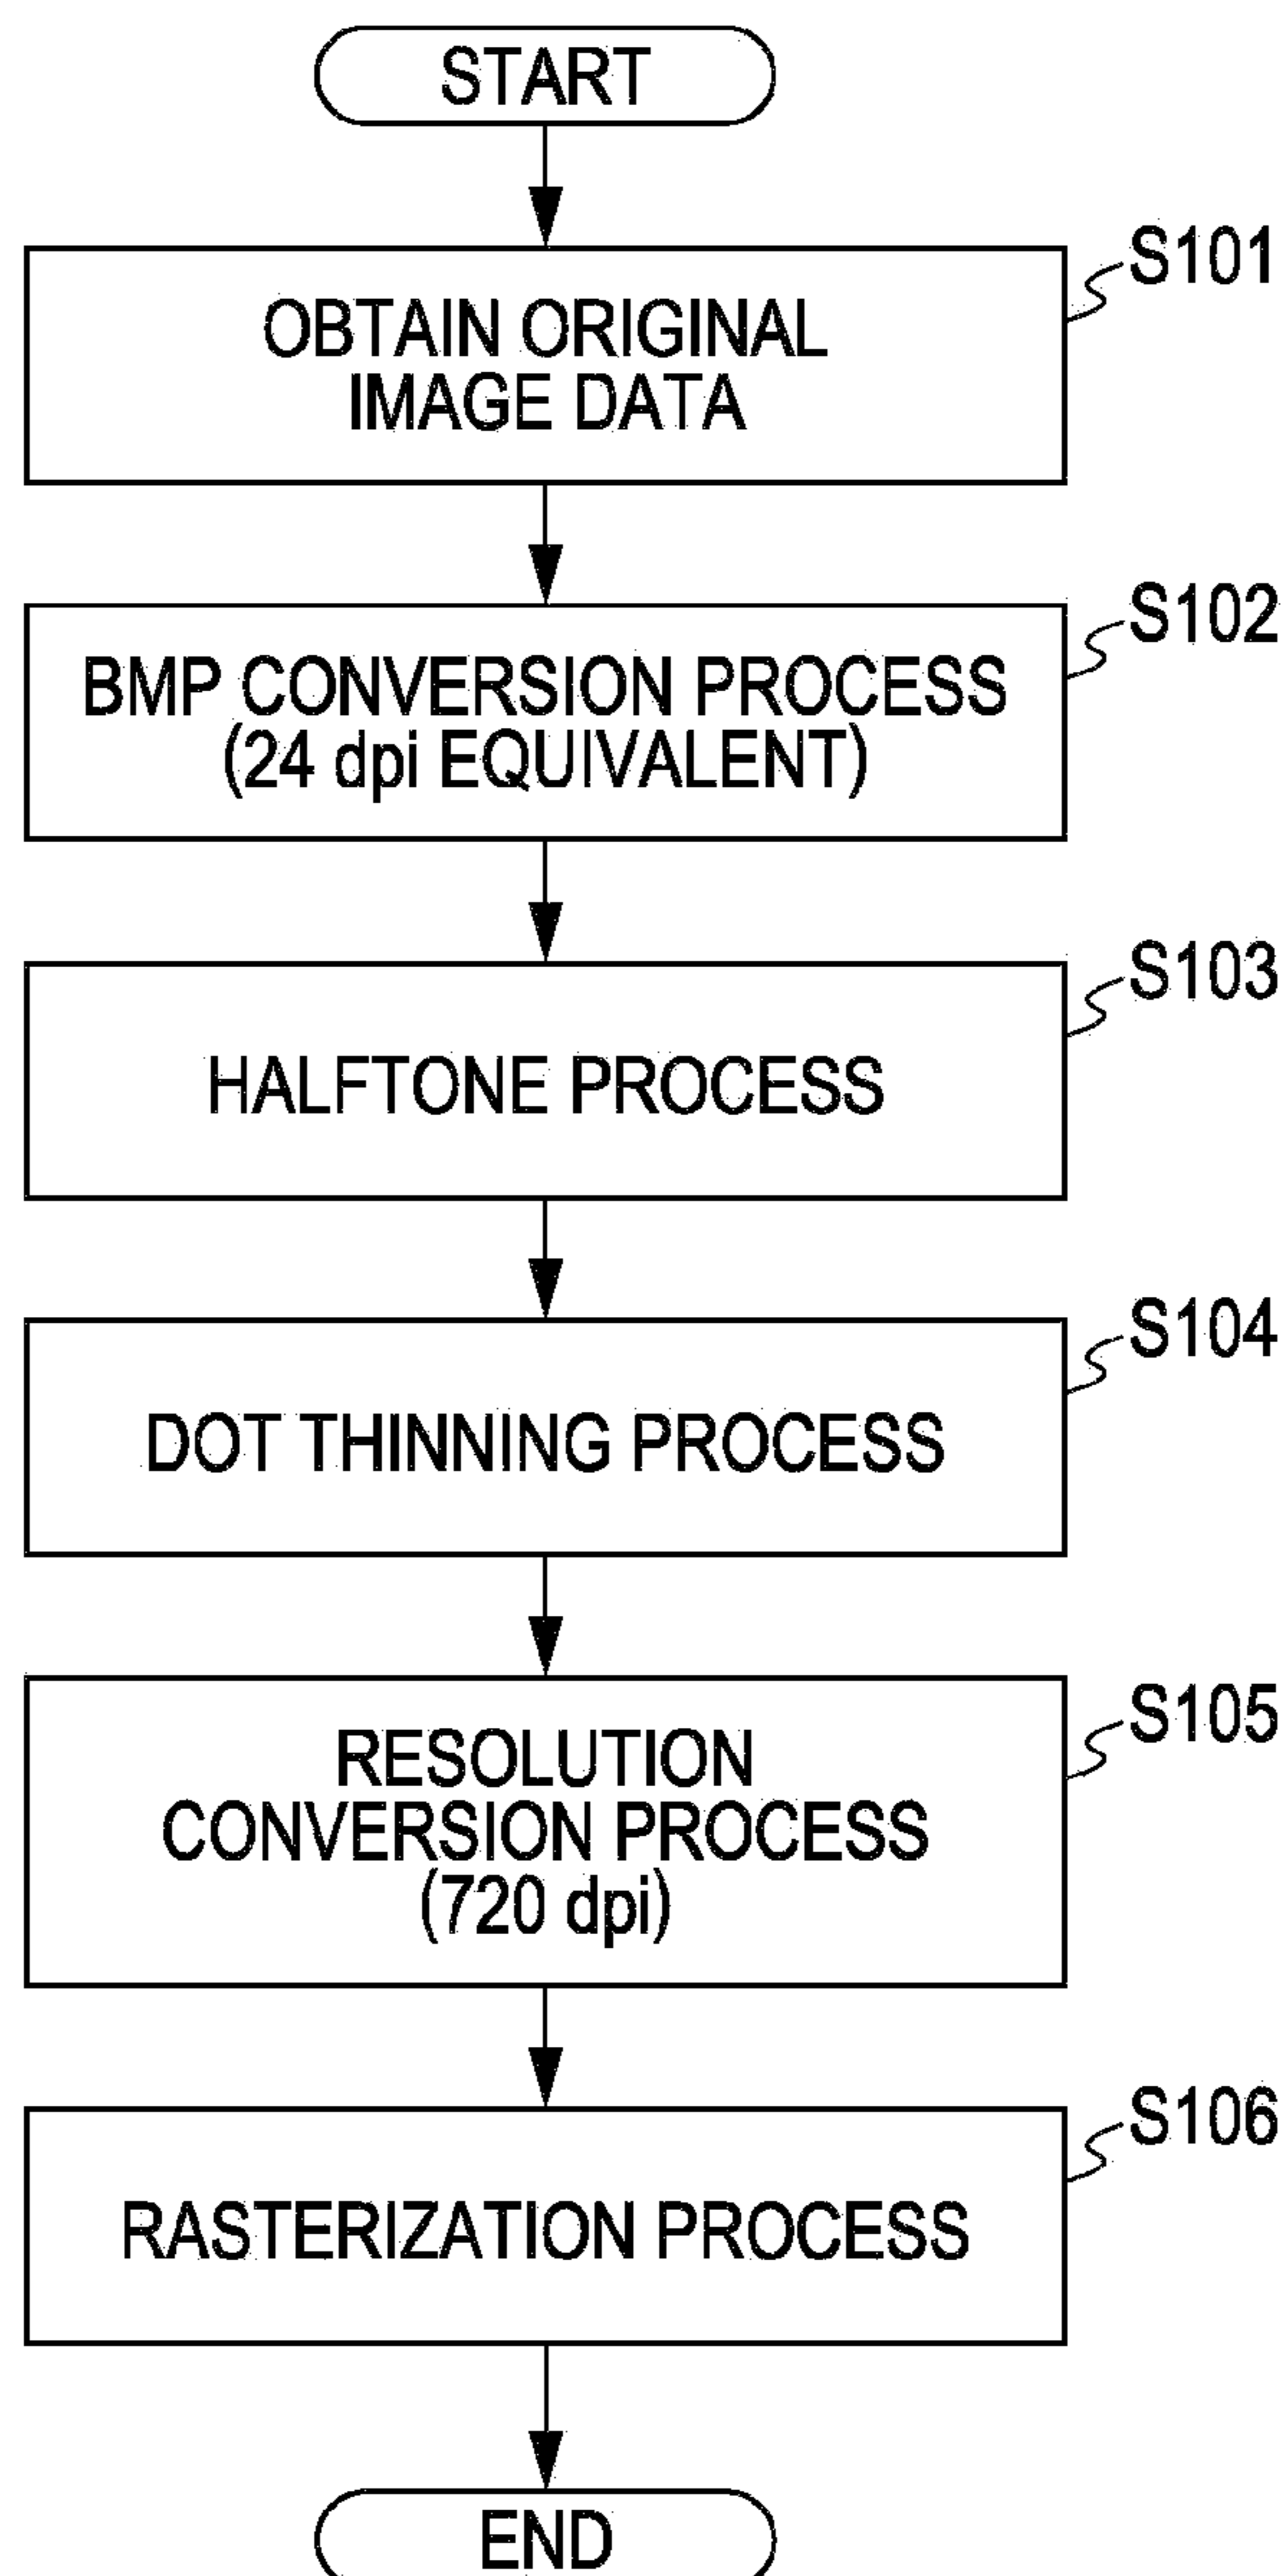 START
OBTAIN ORIGINAL
IMAGE DATA
S101
BMP CONVERSION PROCESS
(24 dpi EQUIVALENT)
S102
HALFTONE PROCESS
S103
DOT THINNING PROCESS
S104
RESOLUTION
CONVERSION PROCESS
(720 dpi)
S105
RASTERIZATION PROCESS
S106
END